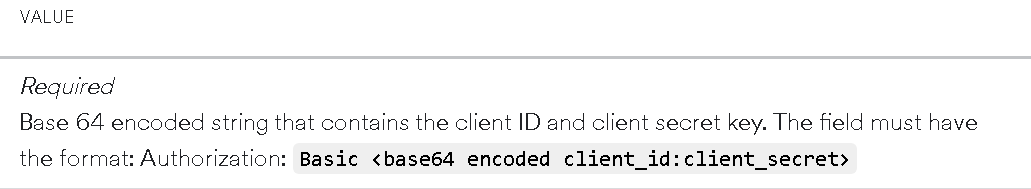 VALUE
Required
Base 64 encoded string that contains the client ID and client secret key. The field must have
the format: Authorization: Basic <base64 encoded client_id:client_secret>